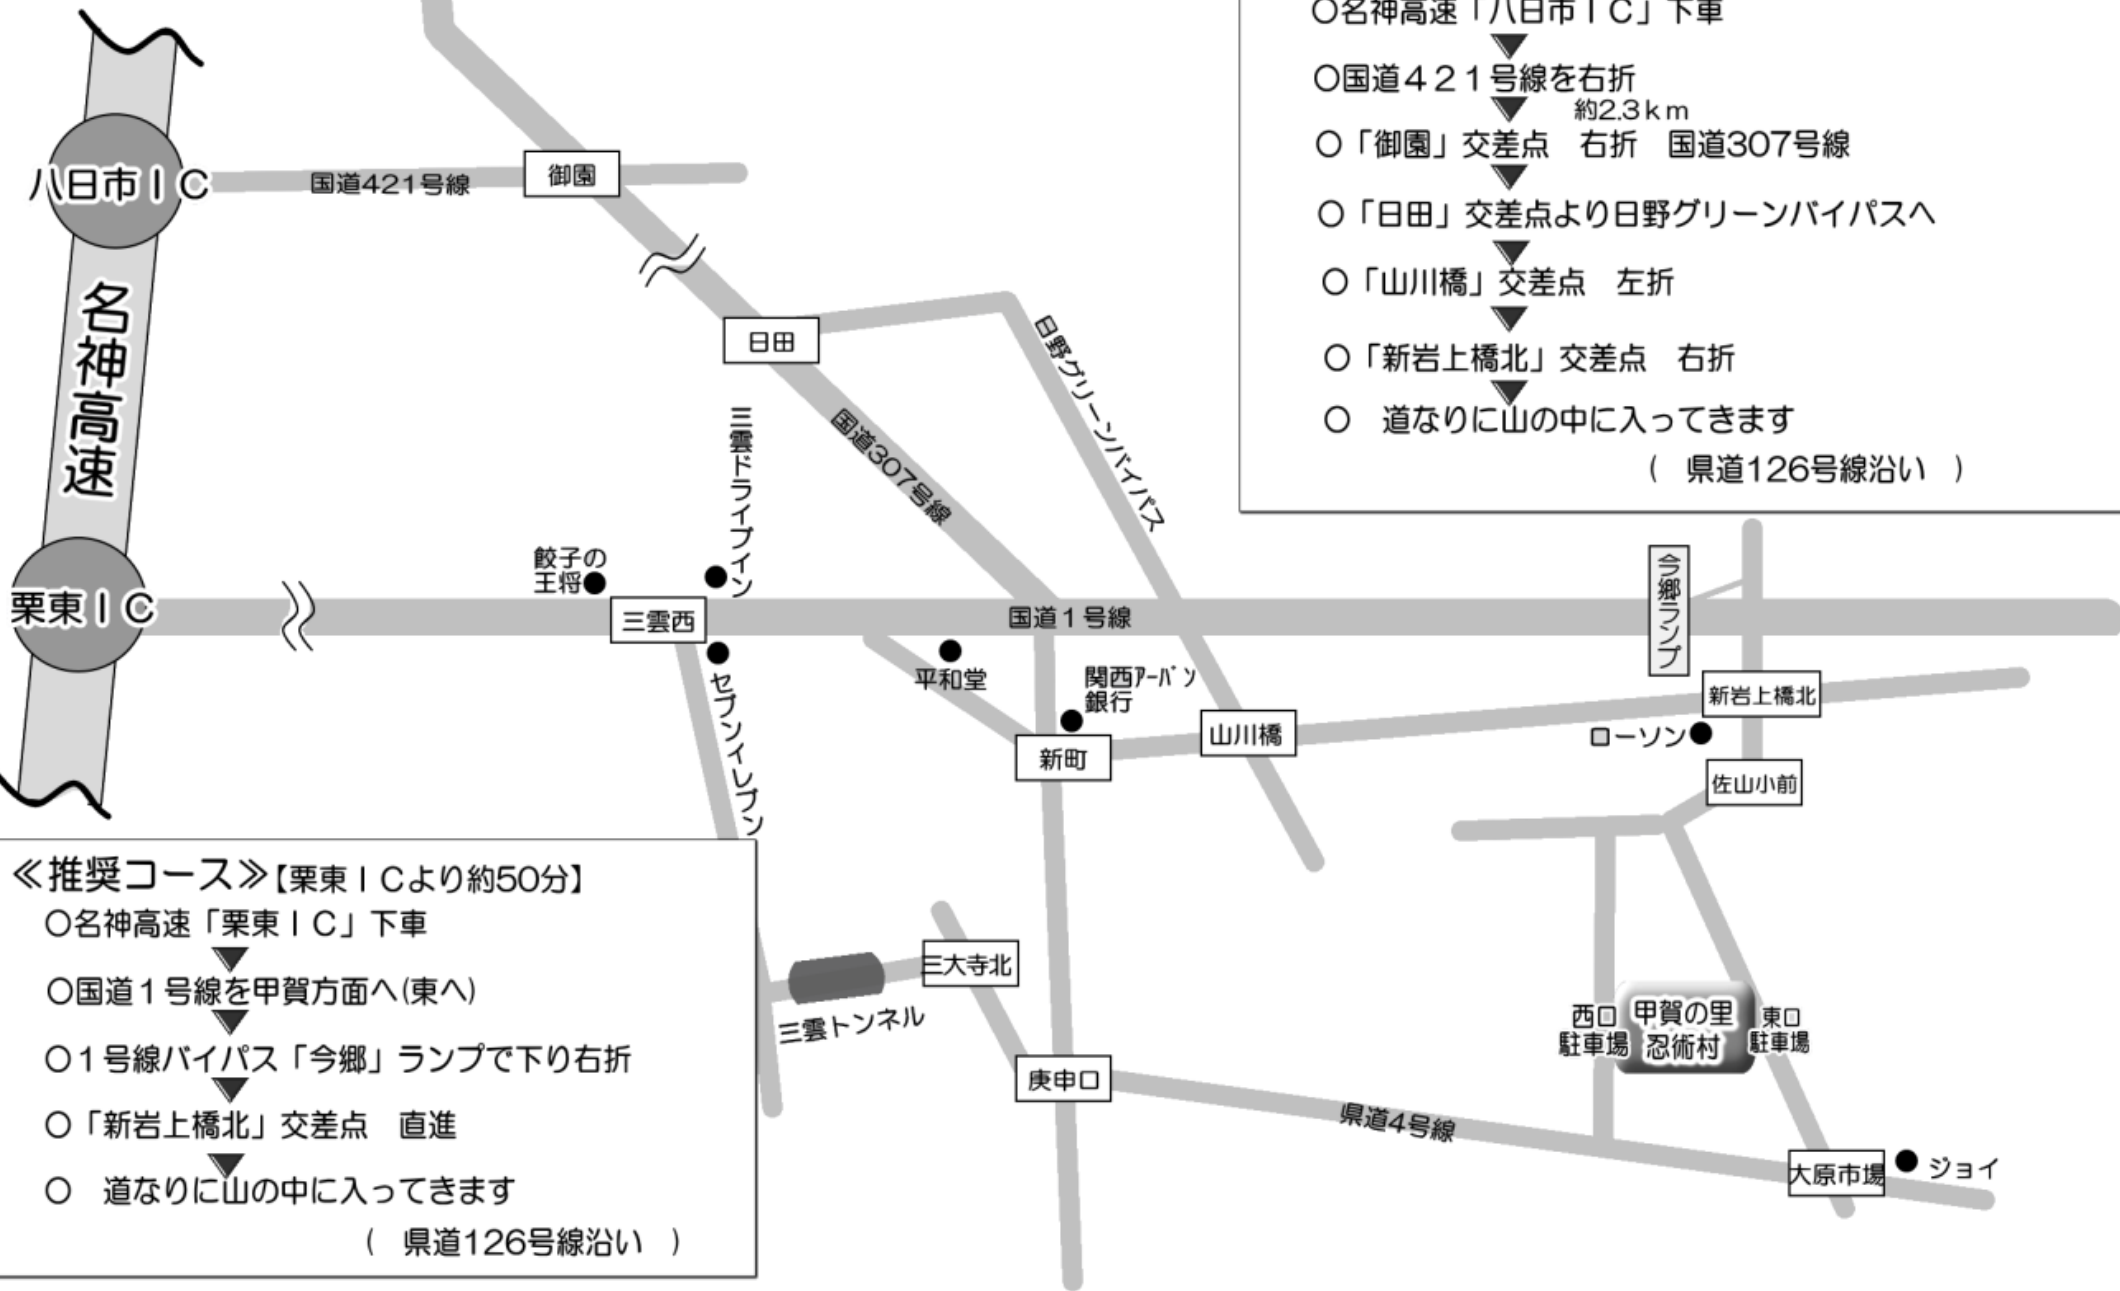 ○名神高速「八日市ＩＣ」下車
○国道４２１号線を右折
約2.3ｋｍ
○「御園」交差点　右折　国道307号線
○「日田」交差点より日野グリーンバイパスへ
○「山川橋」交差点　左折
○「新岩上橋北」交差点　右折
○　道なりに山の中に入ってきます
(　県道126号線沿い　)
八日市ＩＣ
国道421号線
御園
名神高速
日田
日野グリーンバイパス
国道307号線
三雲ドライブイン
餃子の
王将
栗東ＩＣ
三雲西
国道１号線
今郷ランプ
平和堂
関西ｱｰﾊﾞﾝ
銀行
セブンイレブン
新町
山川橋
新岩上橋北
ローソン
佐山小前
≪推奨コース≫【栗東ＩＣより約50分】
○名神高速「栗東ＩＣ」下車
○国道１号線を甲賀方面へ(東へ)
○１号線バイパス「今郷」ランプで下り右折
○「新岩上橋北」交差点　直進
○　道なりに山の中に入ってきます
(　県道126号線沿い　)
三大寺北
三雲トンネル
庚申口
県道4号線
西口
駐車場
甲賀の里
忍術村
東口
駐車場
大原市場
ジョイ